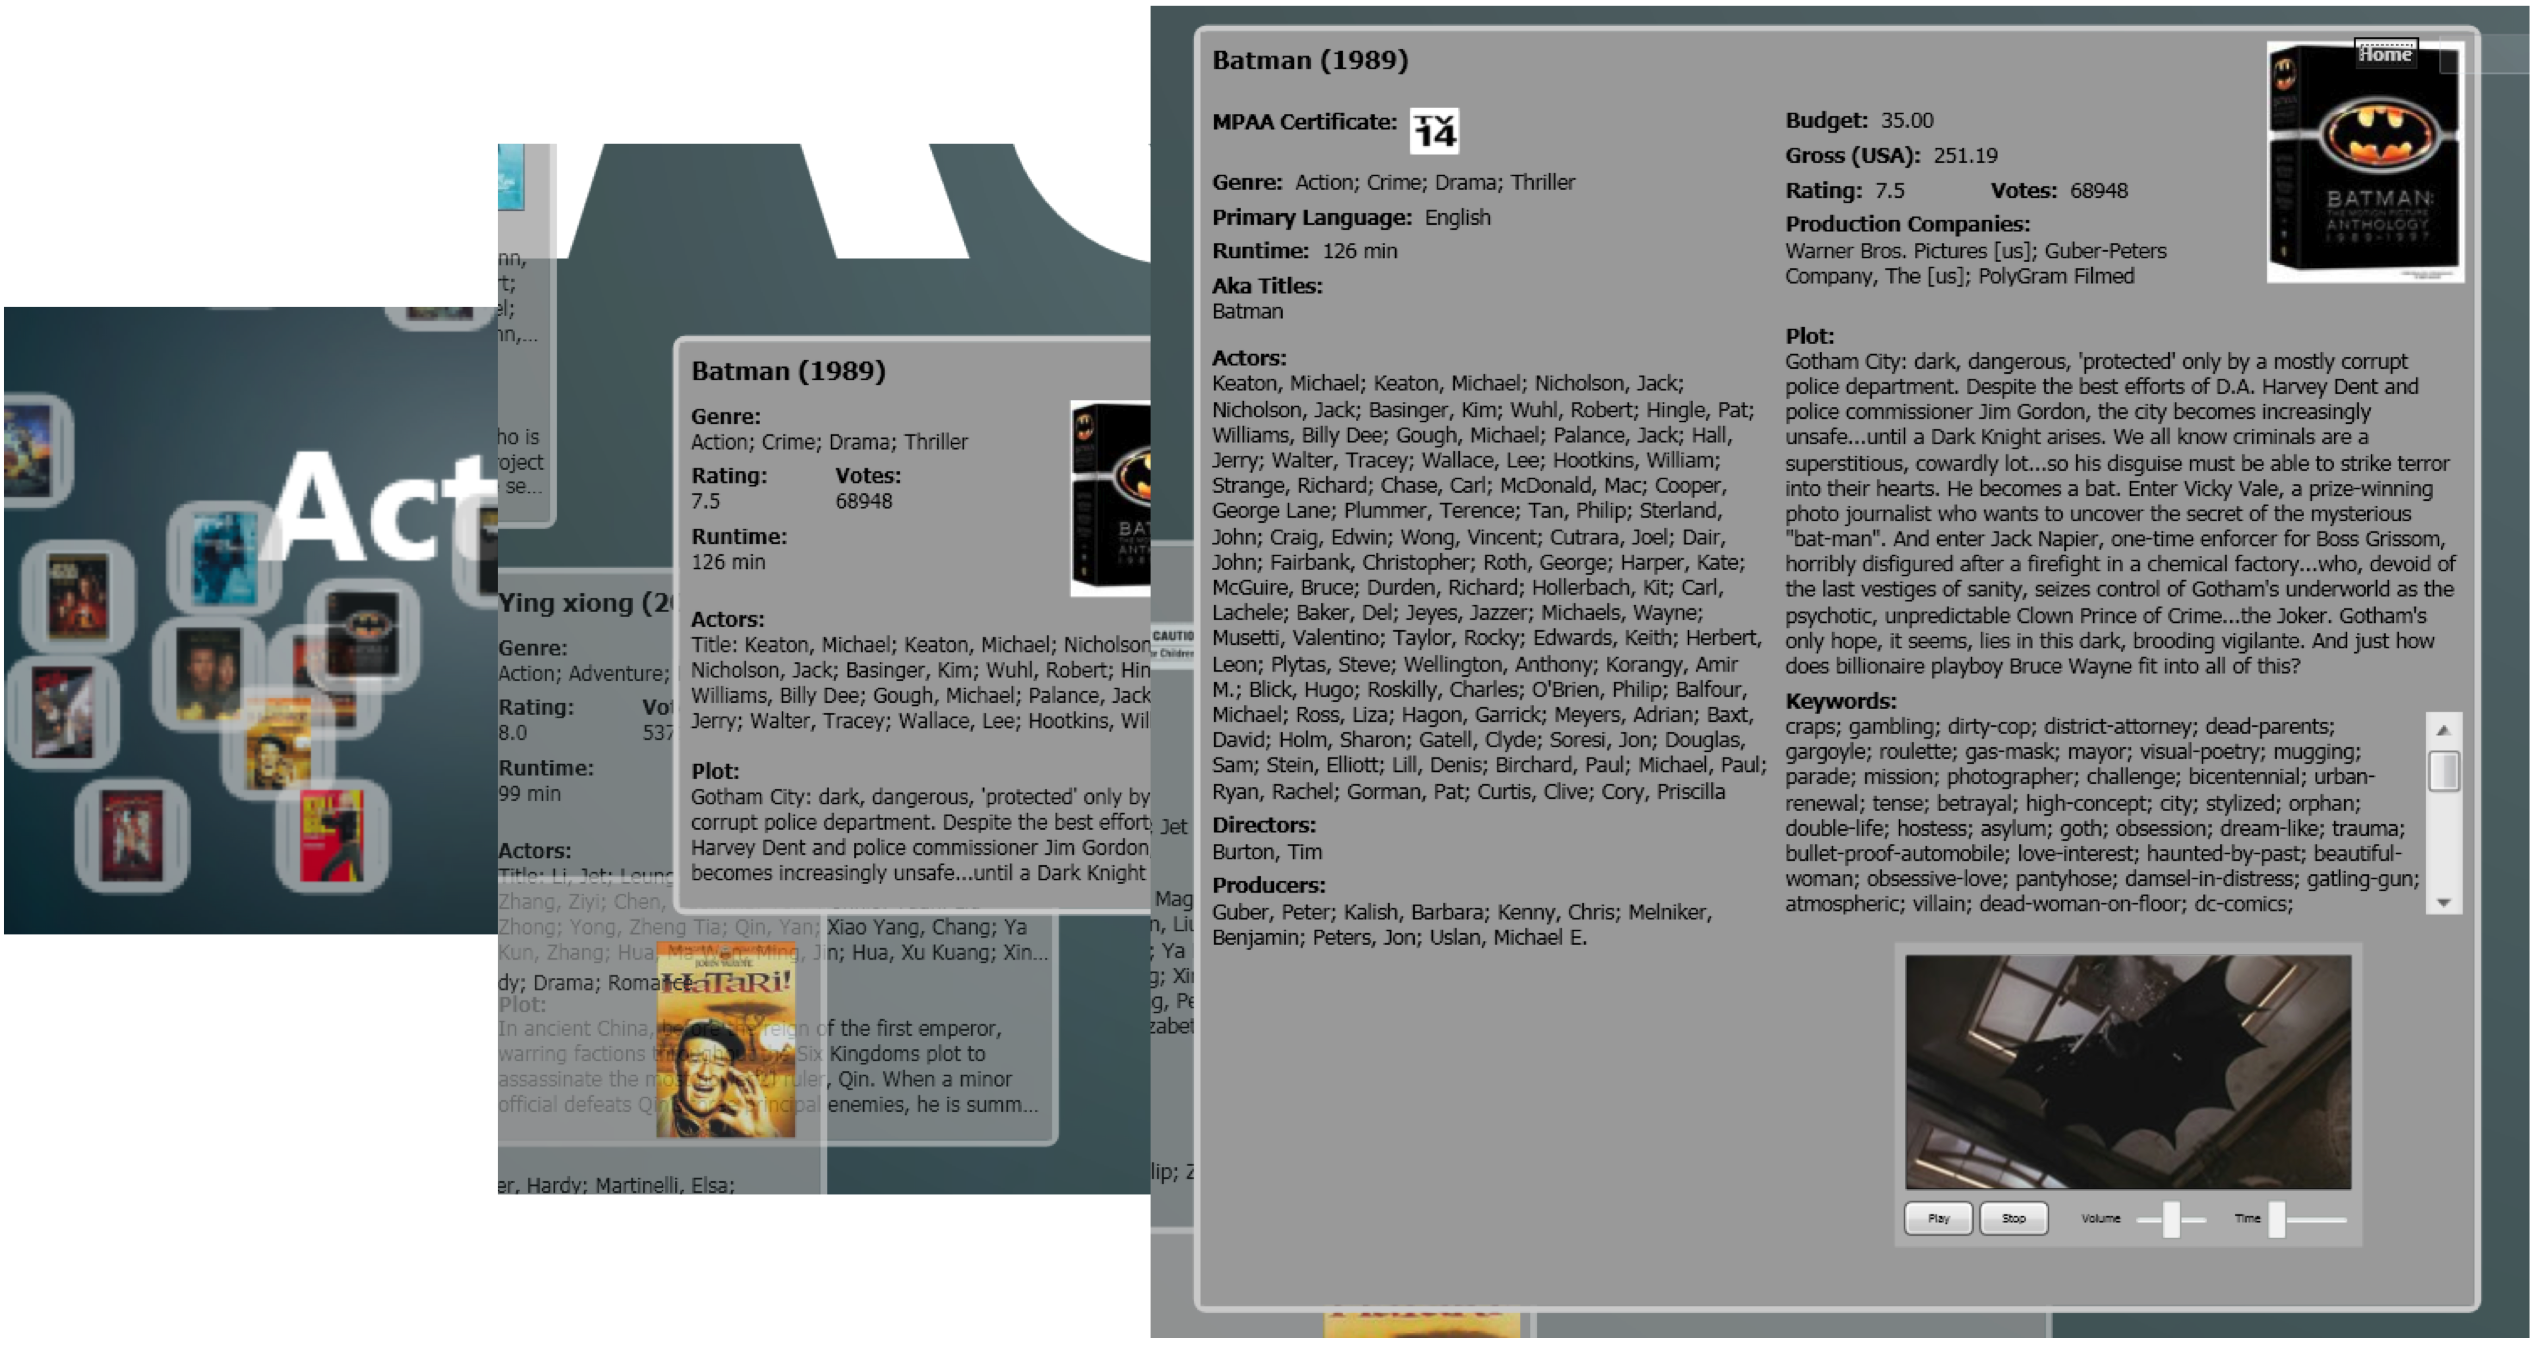 Act
nn,
rt;
el;
nn,...
ho is
roject
se...
Ying xiong (2
Genre:
Action; Adventure;
Rating: Vot
8.0 537
Runtime:
99 min
Actors:
Title: Li, Jet; Leung
Zhang, Ziyi; Chen,
Zhong; Yong, Zheng Tia; Qin, Yan; Xiao Yang, Chang; Ya
Kun, Zhang; Hua, Ma Wen; Ming, Jin; Hua, Xu Kuang; Xin...
dy; Drama; Romance
Plot:
In ancient China, before the reign of the first emperor,
warring factions throughout the Six Kingdoms plot to
assassinate the most ruler, Qin. When a minor
official defeats Qin's principal enemies, he is summ...
JOHN WAYNE
HaTaRi!
er, Hardy; Martinelli, Elsa;
Batman (1989)
Genre:
Action; Crime; Drama; Thriller
Rating: Votes:
7.5 68948
Runtime:
126 min
Actors:
Title: Keaton, Michael; Keaton, Michael; Nicholson
Nicholson, Jack; Basinger, Kim; Wuhl, Robert; Hin
Williams, Billy Dee; Gough, Michael; Palance, Jack
Jerry; Walter, Tracey; Wallace, Lee; Hootkins, Wil
Plot:
Gotham City: dark, dangerous, 'protected' only by
corrupt police department. Despite the best effort
Harvey Dent and police commissioner Jim Gordon,
becomes increasingly unsafe...until a Dark Knight
CAUTIO
r Childre
Jet
Mag
n, Liu
; Ya
g; Xin
g, Pe
zabet
lip; Z
Batman (1989)
Home
MPAA Certificate: TV 14
Genre: Action; Crime; Drama; Thriller
Primary Language: English
Runtime: 126 min
Aka Titles:
Batman
Actors:
Keaton, Michael; Keaton, Michael; Nicholson, Jack;
Nicholson, Jack; Basinger, Kim; Wuhl, Robert; Hingle, Pat;
Williams, Billy Dee; Gough, Michael; Palance, Jack; Hall,
Jerry; Walter, Tracey; Wallace, Lee; Hootkins, William;
Strange, Richard; Chase, Carl; McDonald, Mac; Cooper,
George Lane; Plummer, Terence; Tan, Philip; Sterland,
John; Craig, Edwin; Wong, Vincent; Cutrara, Joel; Dair,
John; Fairbank, Christopher; Roth, George; Harper, Kate;
McGuire, Bruce; Durden, Richard; Hollerbach, Kit; Carl,
Lachele; Baker, Del; Jeyes, Jazzer; Michaels, Wayne;
Musetti, Valentino; Taylor, Rocky; Edwards, Keith; Herbert,
Leon; Plytas, Steve; Wellington, Anthony; Korangy, Amir
M.; Blick, Hugo; Roskilly, Charles; O'Brien, Philip; Balfour,
Michael; Ross, Liza; Hagon, Garrick; Meyers, Adrian; Baxt,
David; Holm, Sharon; Gatell, Clyde; Soresi, Jon; Douglas,
Sam; Stein, Elliott; Lill, Denis; Birchard, Paul; Michael, Paul;
Ryan, Rachel; Gorman, Pat; Curtis, Clive; Cory, Priscilla
Directors:
Burton, Tim
Producers:
Guber, Peter; Kalish, Barbara; Kenny, Chris; Melniker,
Benjamin; Peters, Jon; Uslan, Michael E.
Budget: 35.00
Gross (USA): 251.19
Rating: 7.5 Votes: 68948
Production Companies:
Warner Bros. Pictures [us]; Guber-Peters
Company, The [us]; PolyGram Filmed
BATMAN:
THE MOTION PICTURE
ANTHOLOGY
1989-1997
Plot:
Gotham City: dark, dangerous, 'protected' only by a mostly corrupt
police department. Despite the best efforts of D.A. Harvey Dent and
police commissioner Jim Gordon, the city becomes increasingly
unsafe...until a Dark Knight arises. We all know criminals are a
superstitious, cowardly lot...so his disguise must be able to strike terror
into their hearts. He becomes a bat. Enter Vicky Vale, a prize-winning
photo journalist who wants to uncover the secret of the mysterious
"bat-man". And enter Jack Napier, one-time enforcer for Boss Grissom,
horribly disfigured after a firefight in a chemical factory...who, devoid of
the last vestiges of sanity, seizes control of Gotham's underworld as the
psychotic, unpredictable Clown Prince of Crime...the Joker. Gotham's
only hope, it seems, lies in this dark, brooding vigilante. And just how
does billionaire playboy Bruce Wayne fit into all of this?
Keywords:
craps; gambling; dirty-cop; district-attorney; dead-parents;
gargoyle; roulette; gas-mask; mayor; visual-poetry; mugging;
parade; mission; photographer; challenge; bicentennial; urban-
renewal; tense; betrayal; high-concept; city; stylized; orphan;
double-life; hostess; asylum; goth; obsession; dream-like; trauma;
bullet-proof-automobile; love-interest; haunted-by-past; beautiful-
woman; obsessive-love; pantyhose; damsel-in-distress; gatling-gun;
atmospheric; villain; dead-woman-on-floor; dc-comics;
Play Stop Volume Time